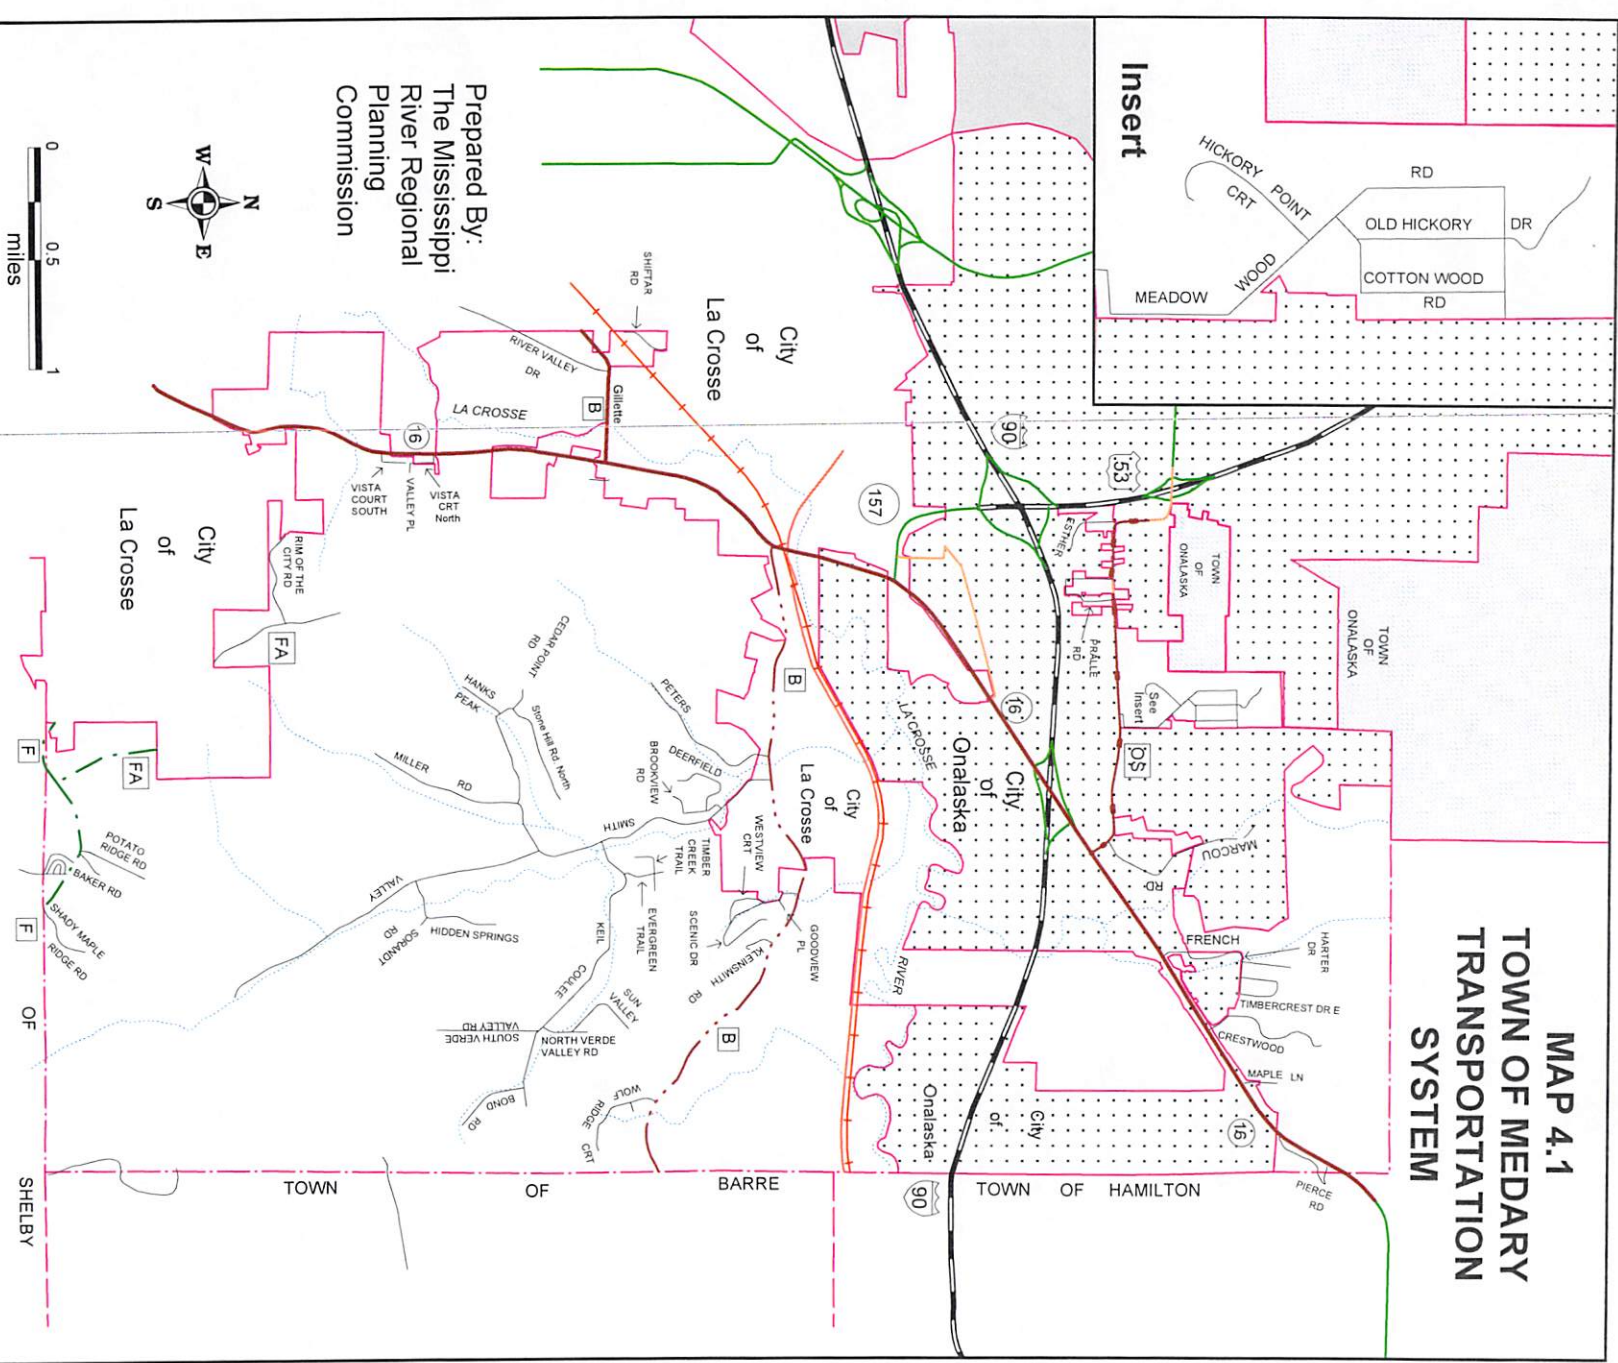 MAP 4.1
TOWN OF MEDARY
TRANSPORTATION
SYSTEM
Insert
HICKORY POINT
CRT
RD
OLD HICKORY
DR
COTTON WOOD
RD
MEADOW
WOOD
Prepared By:
The Mississippi
River Regional
Planning
Commission
W
N
S
E
0
0.5
1
miles
TOWN
OF
ONALASKA
TOWN
OF
ONALASKA
See
Insert
90
53
157
ESTHER
PRALLE
RD
16
OS
City
of
Onalaska
LA CROSSE
RIVER
MARCOU
RD
FRENCH
HARTER
DR
TIMBERCREST DR E
CRESTWOOD
MAPLE LN
16
PIERCE
RD
City
of
Onalaska
90
TOWN OF HAMILTON
City
of
La Crosse
SHIFTAR
RD
RIVER VALLEY
DR
Gillette
B
LA CROSSE
16
VISTA
COURT
SOUTH
VALLEY PL
VISTA
CRT
North
City
of
La Crosse
RIM OF THE
CITY RD
FA
CEDAR POINT
RD
HANKS
PEAK
Stone Hill Rd. North
MILLER RD
PETERS
DEERFIELD
BROOKVIEW
RD
SMITH
B
City
of
La Crosse
WESTVIEW
CRT
TIMBER
CREEK
TRAIL
EVERGREEN
TRAIL
SCENIC DR
GOODVIEW
PL
KLEINSMITH
RD
VALLEY
RD
SORANDT
HIDDEN SPRINGS
KEIL
COULEE
SUN
VALLEY
NORTH VERDE
VALLEY RD
SOUTH VERDE
VALLEY RD
BOND RD
WOLF
RIDGE
CRT
B
F
FA
POTATO
RIDGE RD
BAKER RD
SHADY MAPLE
RIDGE RD
F
OF
SHELBY
TOWN OF BARRE